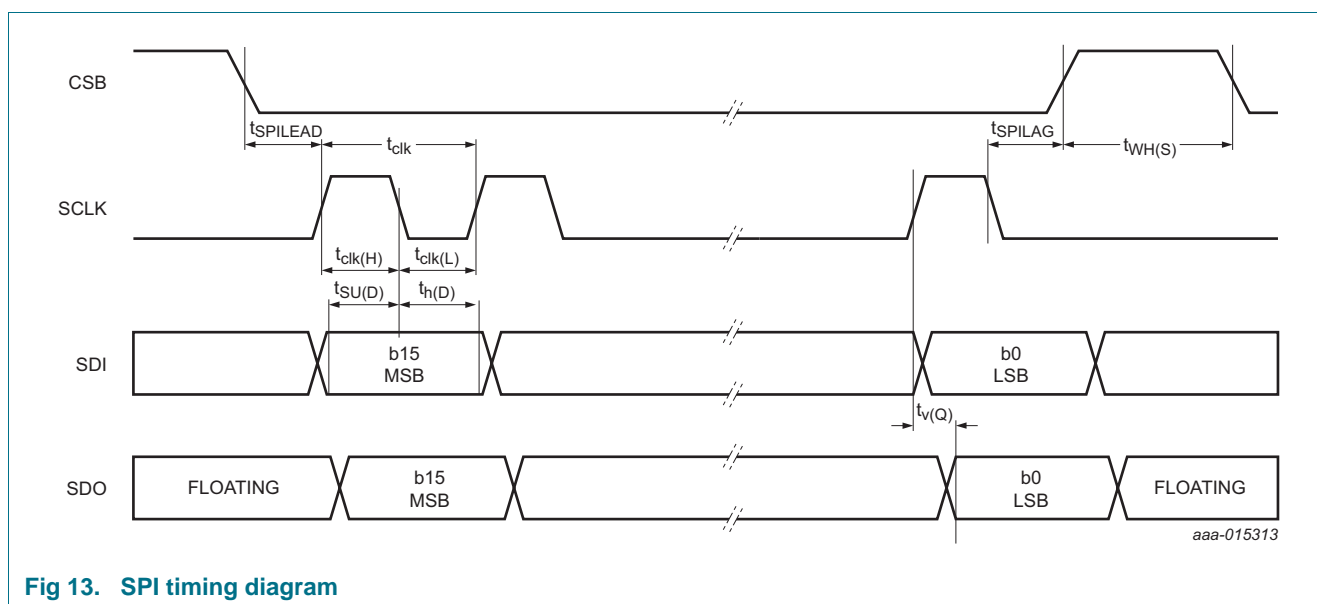 CSB
tSPILEAD
tclk
tSPILAG
tWH(S)
SCLK
tclk(H)
tclk(L)
tSU(D)
th(D)
SDI
b15
MSB
b0
LSB
tv(Q)
SDO
FLOATING
b15
MSB
b0
LSB
FLOATING
aaa-015313
Fig 13. SPI timing diagram